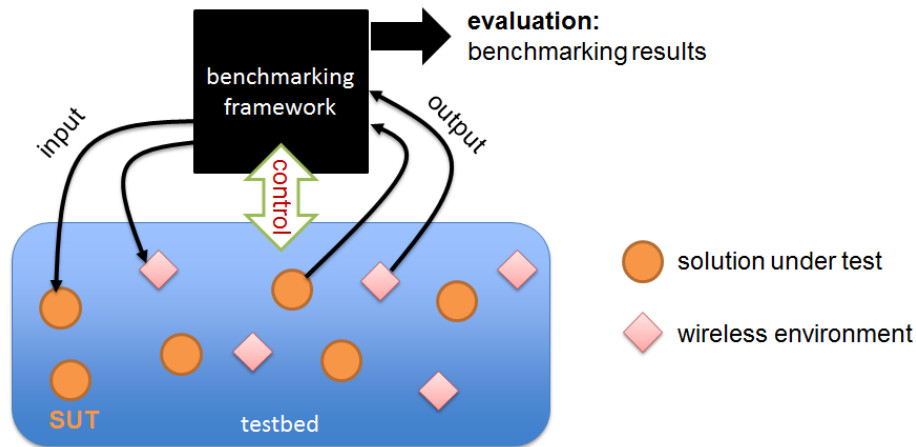 evaluation:
benchmarking results
benchmarking
framework
input
output
control
solution under test
wireless environment
SUT
testbed